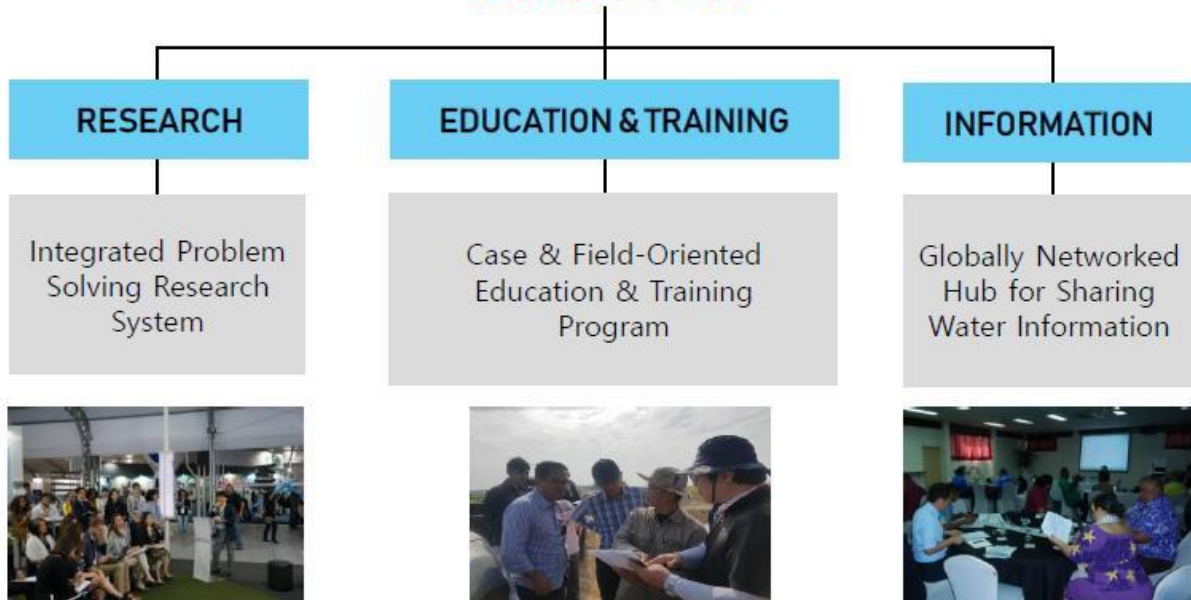 RESEARCH
Integrated Problem
Solving Research
System
EDUCATION & TRAINING
Case & Field-Oriented
Education & Training
Program
INFORMATION
Globally Networked
Hub for Sharing
Water Information